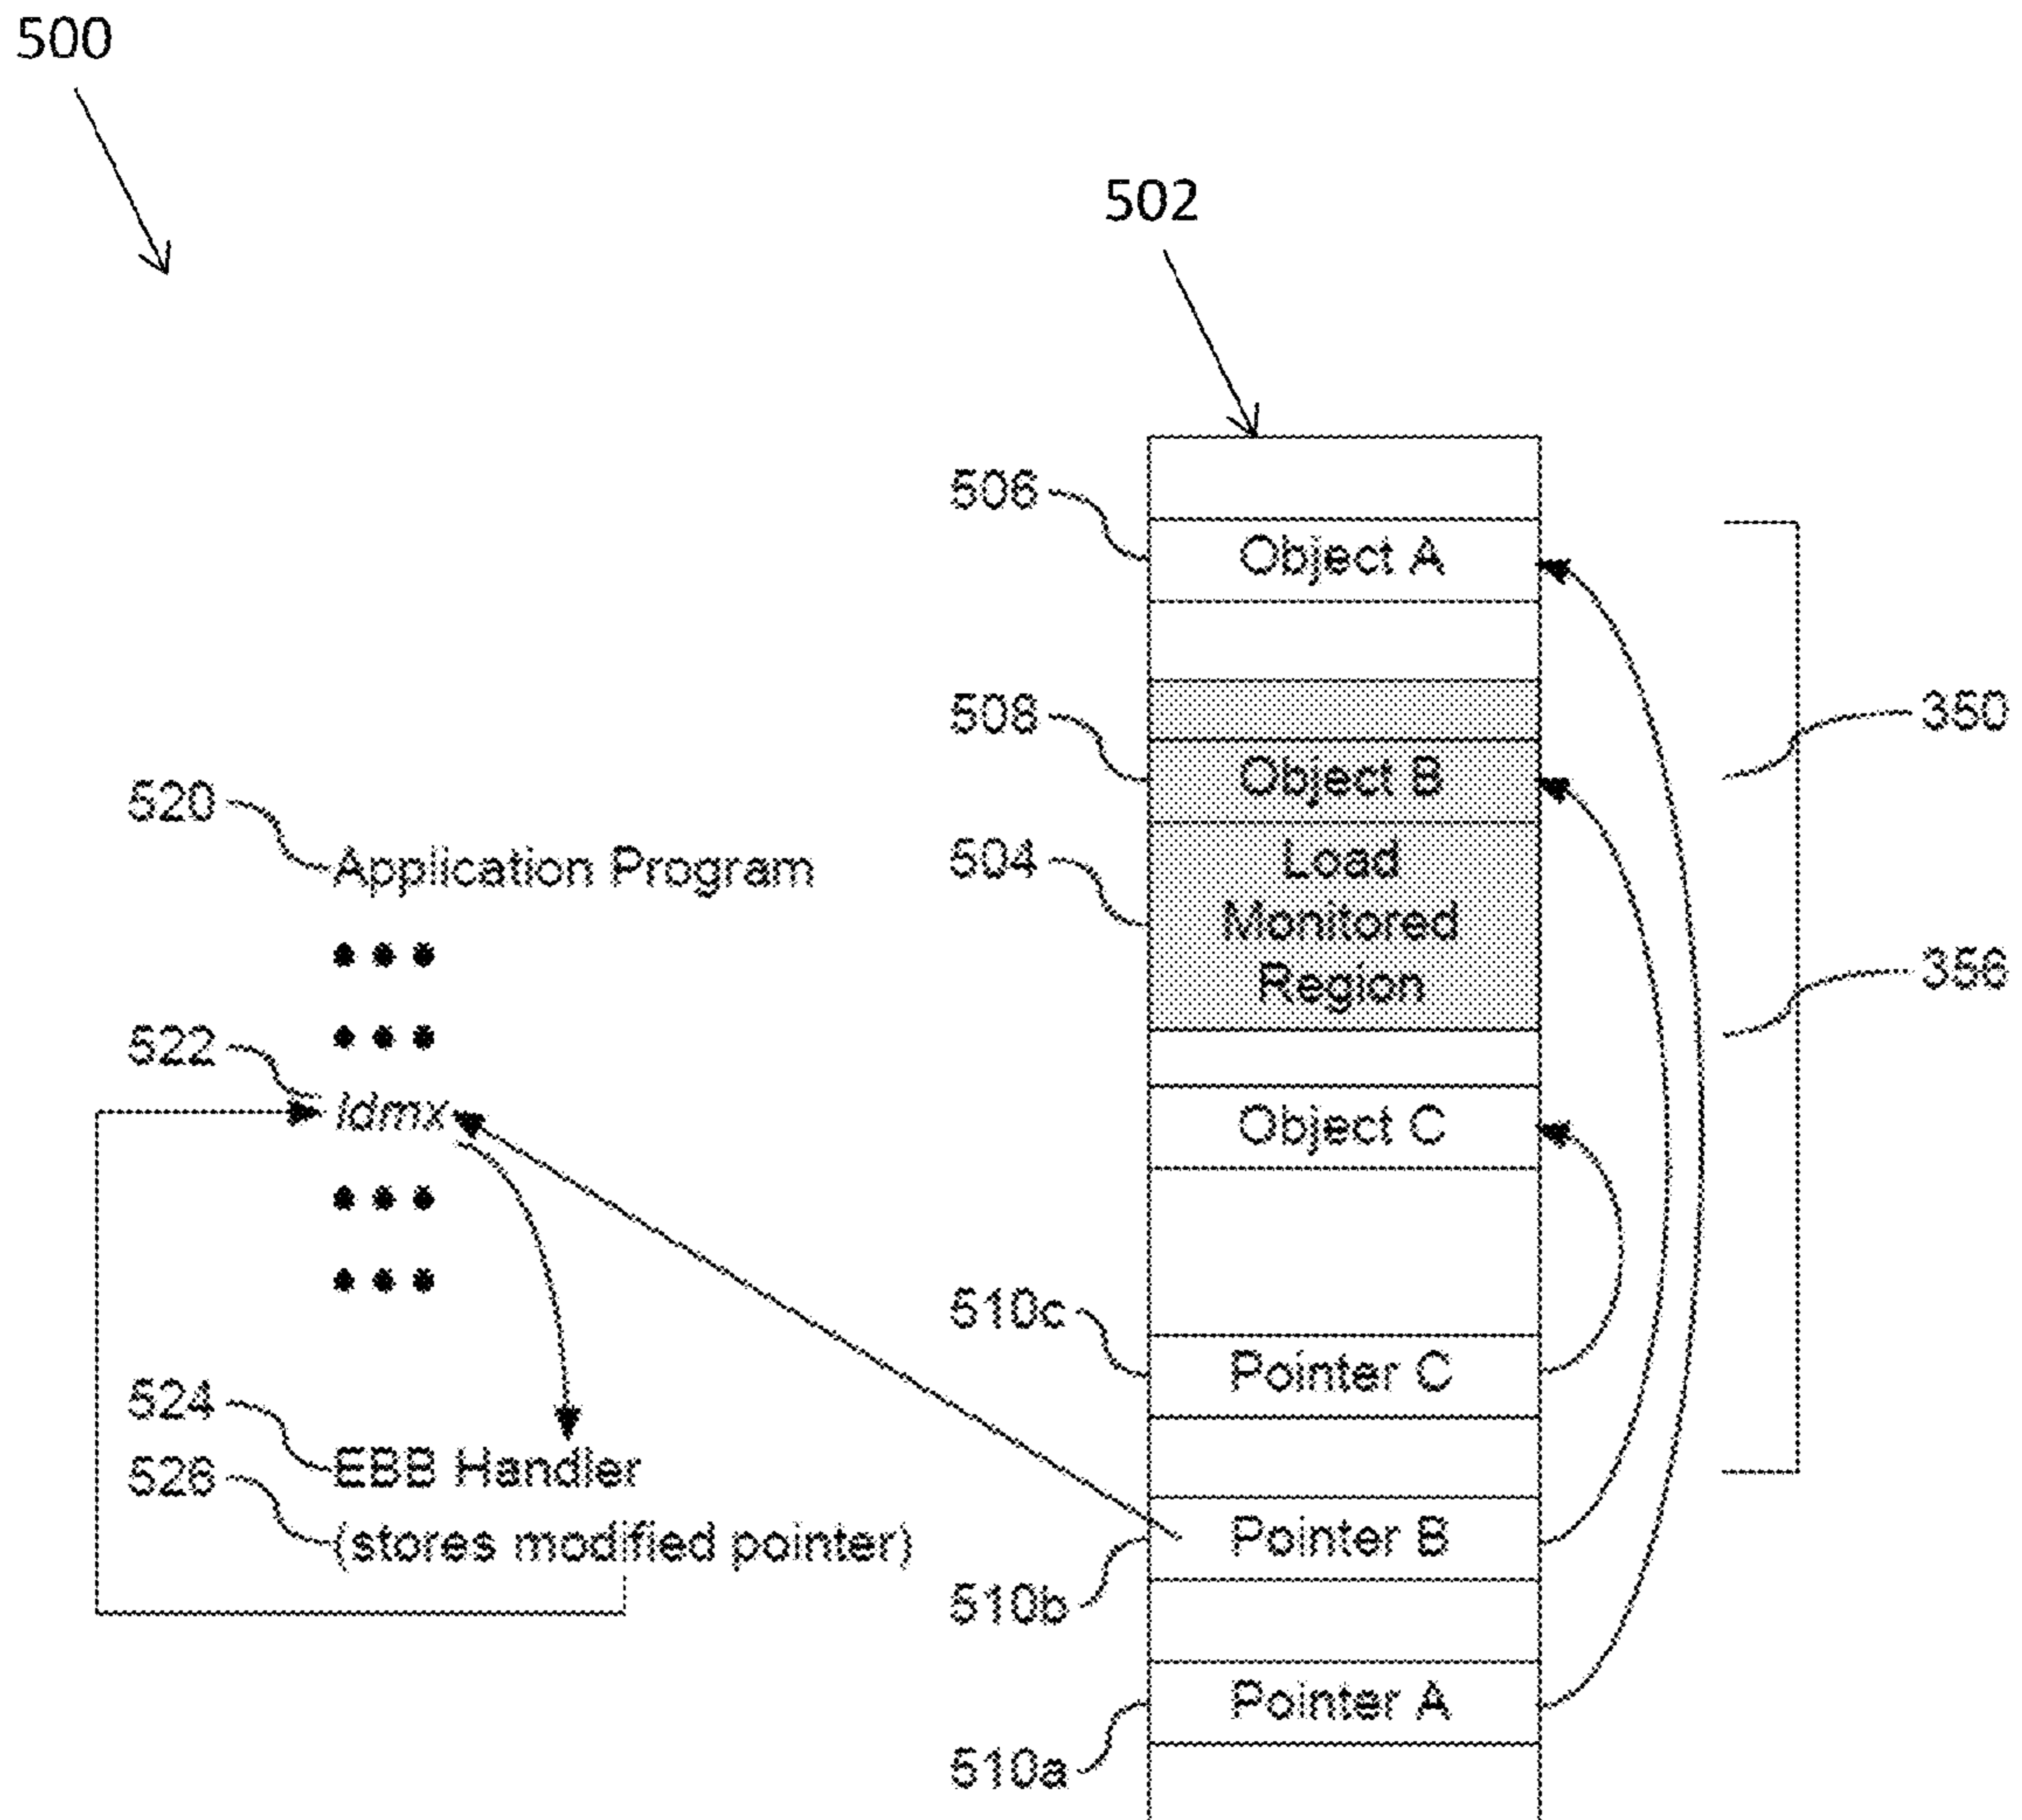 500
502
506
Object A
508
350
Object B
520
504
Load
Application Program
Monitored
356
Region
522
ldmx
Object C
510c
Pointer C
524
EBB Handler
526
(stores modified pointer)
Pointer B
510b
Pointer A
510a